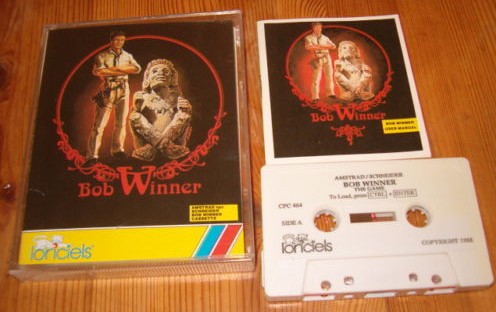 Bob Winner
AMSTRAD CPC
SCHNEIDER
BOB WINNER
CASSETTE
loriciels
Bob Winner
BOB WINNER
USER MANUAL
AMSTRAD/SCHNEIDER
BOB WINNER
THE GAME
To Load, press CTRL + ENTER
CPC 464
SIDE A
loriciels
COPYRIGHT 1986